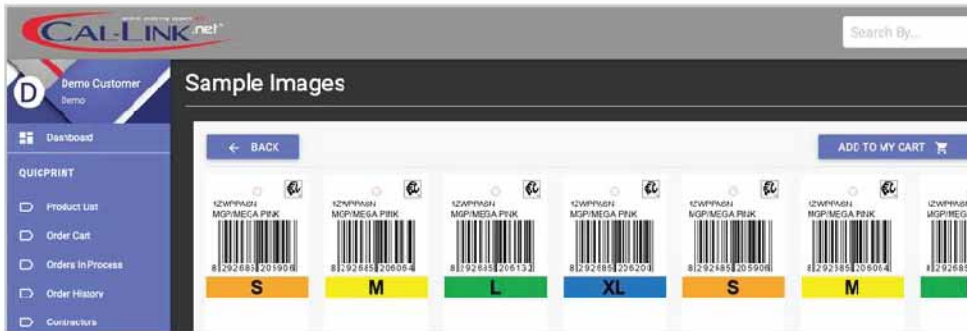 CAL-LINK.net
Search By...
D
Demo Customer
Demo
Sample Images
Dashboard
BACK
ADD TO MY CART
QUICPRINT
Product List
Order Cart
Orders In Process
Order History
Contractors
MGP/MEGA PINK
S
MGP/MEGA PINK
M
MGP/MEGA PINK
L
MGP/MEGA PINK
XL
MGP/MEGA PINK
S
MGP/MEGA PINK
M